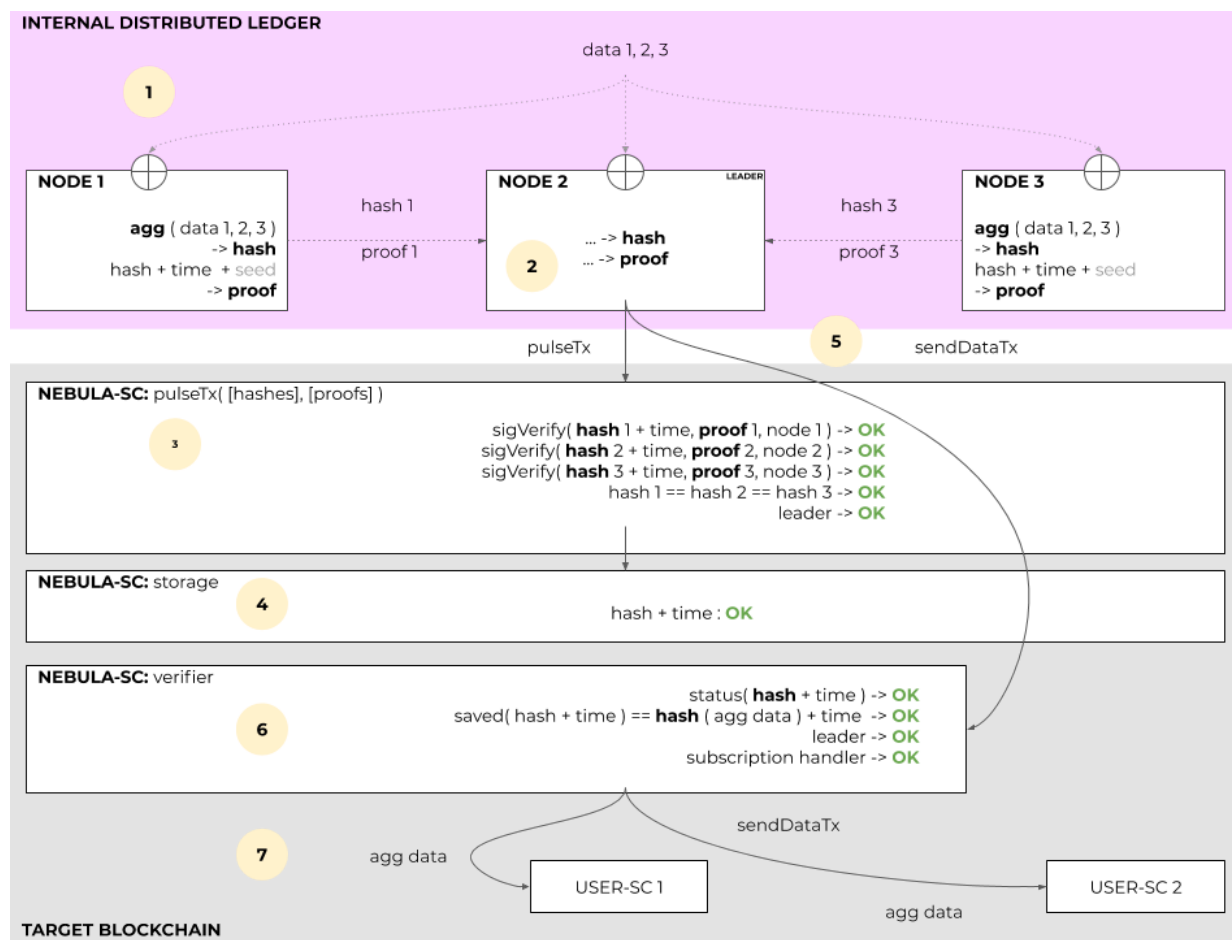 INTERNAL DISTRIBUTED LEDGER
data 1, 2, 3
1
NODE 1
agg ( data 1, 2, 3 )
-> hash
hash + time + seed
-> proof
hash 1
proof 1
NODE 2
LEADER
2
... -> hash
... -> proof
hash 3
proof 3
NODE 3
agg ( data 1, 2, 3 )
-> hash
hash + time + seed
-> proof
pulseTx
5
sendDataTx
NEBULA-SC: pulseTx( [hashes], [proofs] )
3
sigVerify( hash 1 + time, proof 1, node 1 ) -> OK
sigVerify( hash 2 + time, proof 2, node 2 ) -> OK
sigVerify( hash 3 + time, proof 3, node 3 ) -> OK
hash 1 == hash 2 == hash 3 -> OK
leader -> OK
NEBULA-SC: storage
4
hash + time : OK
NEBULA-SC: verifier
6
status( hash + time ) -> OK
saved( hash + time ) == hash ( agg data ) + time -> OK
leader -> OK
subscription handler -> OK
7
agg data
sendDataTx
USER-SC 1
agg data
USER-SC 2
TARGET BLOCKCHAIN